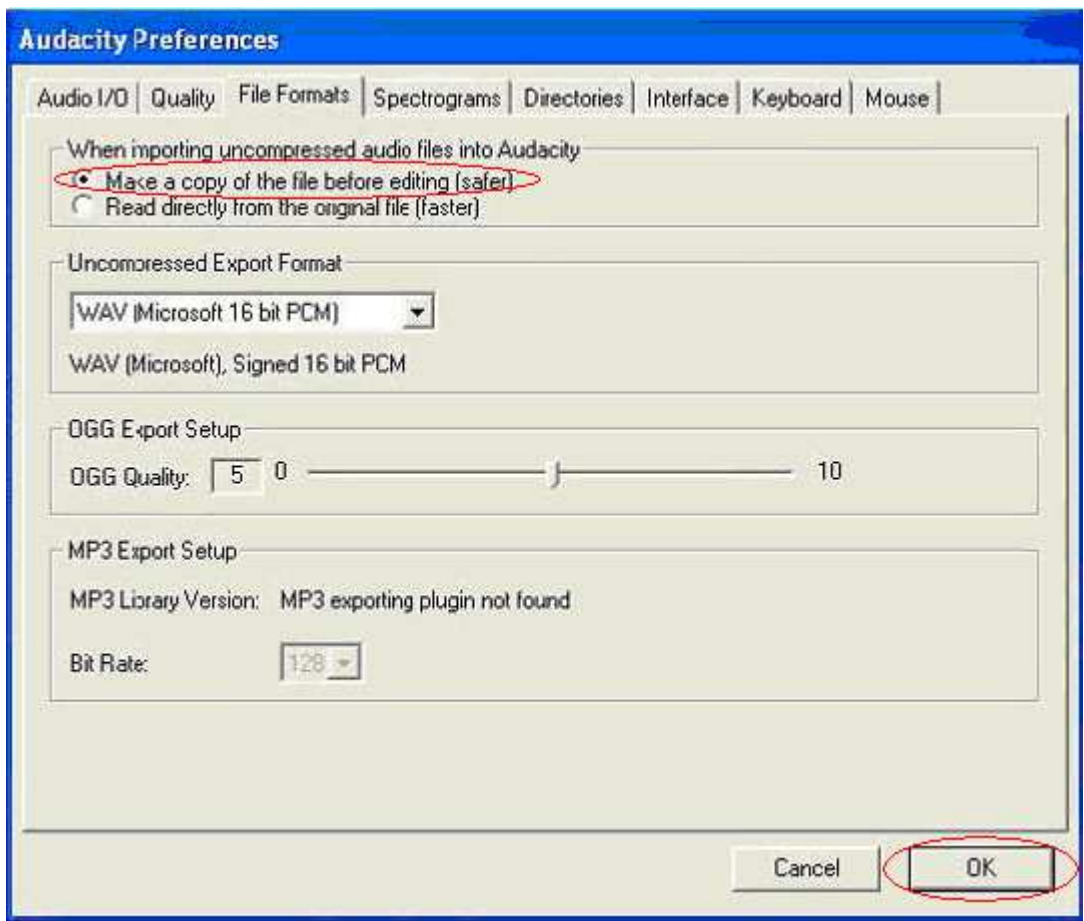 Audacity Preferences
Audio I/O Quality File Formats Spectrograms Directories Interface Keyboard Mouse
When importing uncompressed audio files into Audacity
Make a copy of the file before editing (safer)
Read directly from the original file (faster)
Uncompressed Export Format
WAV (Microsoft 16 bit PCM)
WAV (Microsoft), Signed 16 bit PCM
OGG Export Setup
OGG Quality: 5 0 10
MP3 Export Setup
MP3 Library Version: MP3 exporting plugin not found
Bit Rate: 128
Cancel OK